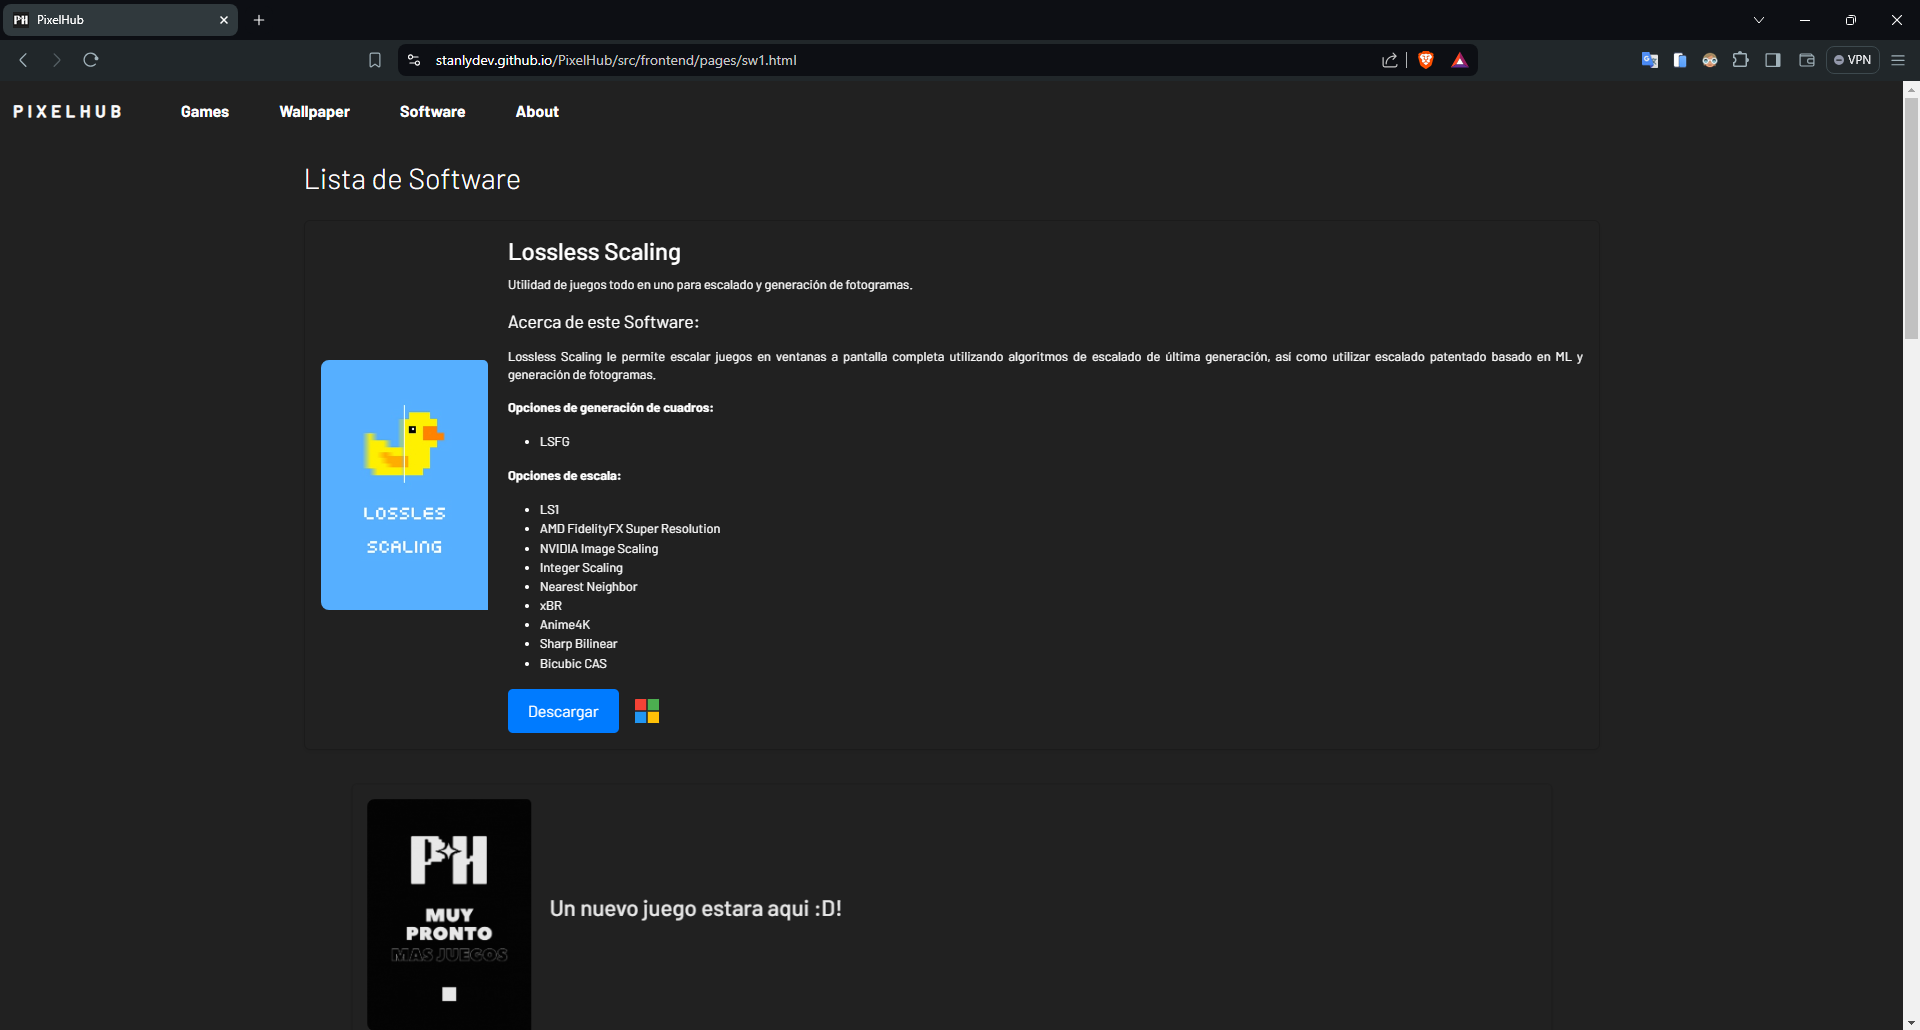 PH PixelHub
stanlydev.github.io/PixelHub/src/frontend/pages/sw1.html
VPN
PIXELHUB Games Wallpaper Software About
Lista de Software
Lossless Scaling
Utilidad de juegos todo en uno para escalado y generación de fotogramas.
Acerca de este Software:
Lossless Scaling le permite escalar juegos en ventanas a pantalla completa utilizando algoritmos de escalado de última generación, así como utilizar escalado patentado basado en ML y
generación de fotogramas.
Opciones de generación de cuadros:
LSFG
Opciones de escala:
LS1
AMD FidelityFX Super Resolution
NVIDIA Image Scaling
Integer Scaling
Nearest Neighbor
xBR
Anime4K
Sharp Bilinear
Bicubic CAS
LOSSLES
SCALING
Descargar
PH
MUY
PRONTO
MAS JUEGOS
Un nuevo juego estara aqui :D!